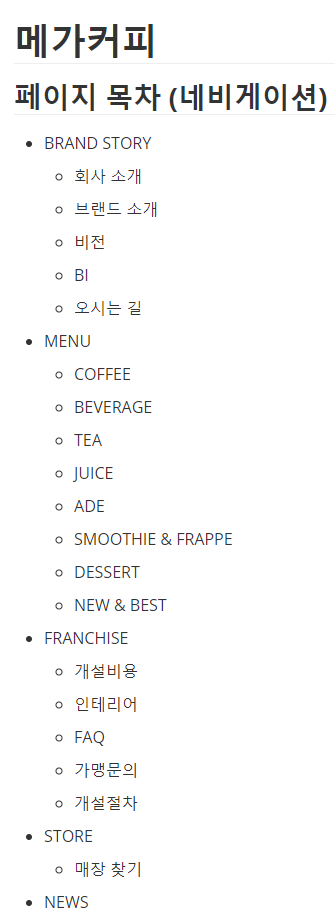 메가커피
페이지 목차 (네비게이션)
BRAND STORY
회사 소개
브랜드 소개
비전
BI
오시는 길
MENU
COFFEE
BEVERAGE
TEA
JUICE
ADE
SMOOTHIE & FRAPPE
DESSERT
NEW & BEST
FRANCHISE
개설비용
인테리어
FAQ
가맹문의
개설절차
STORE
매장 찾기
NEWS